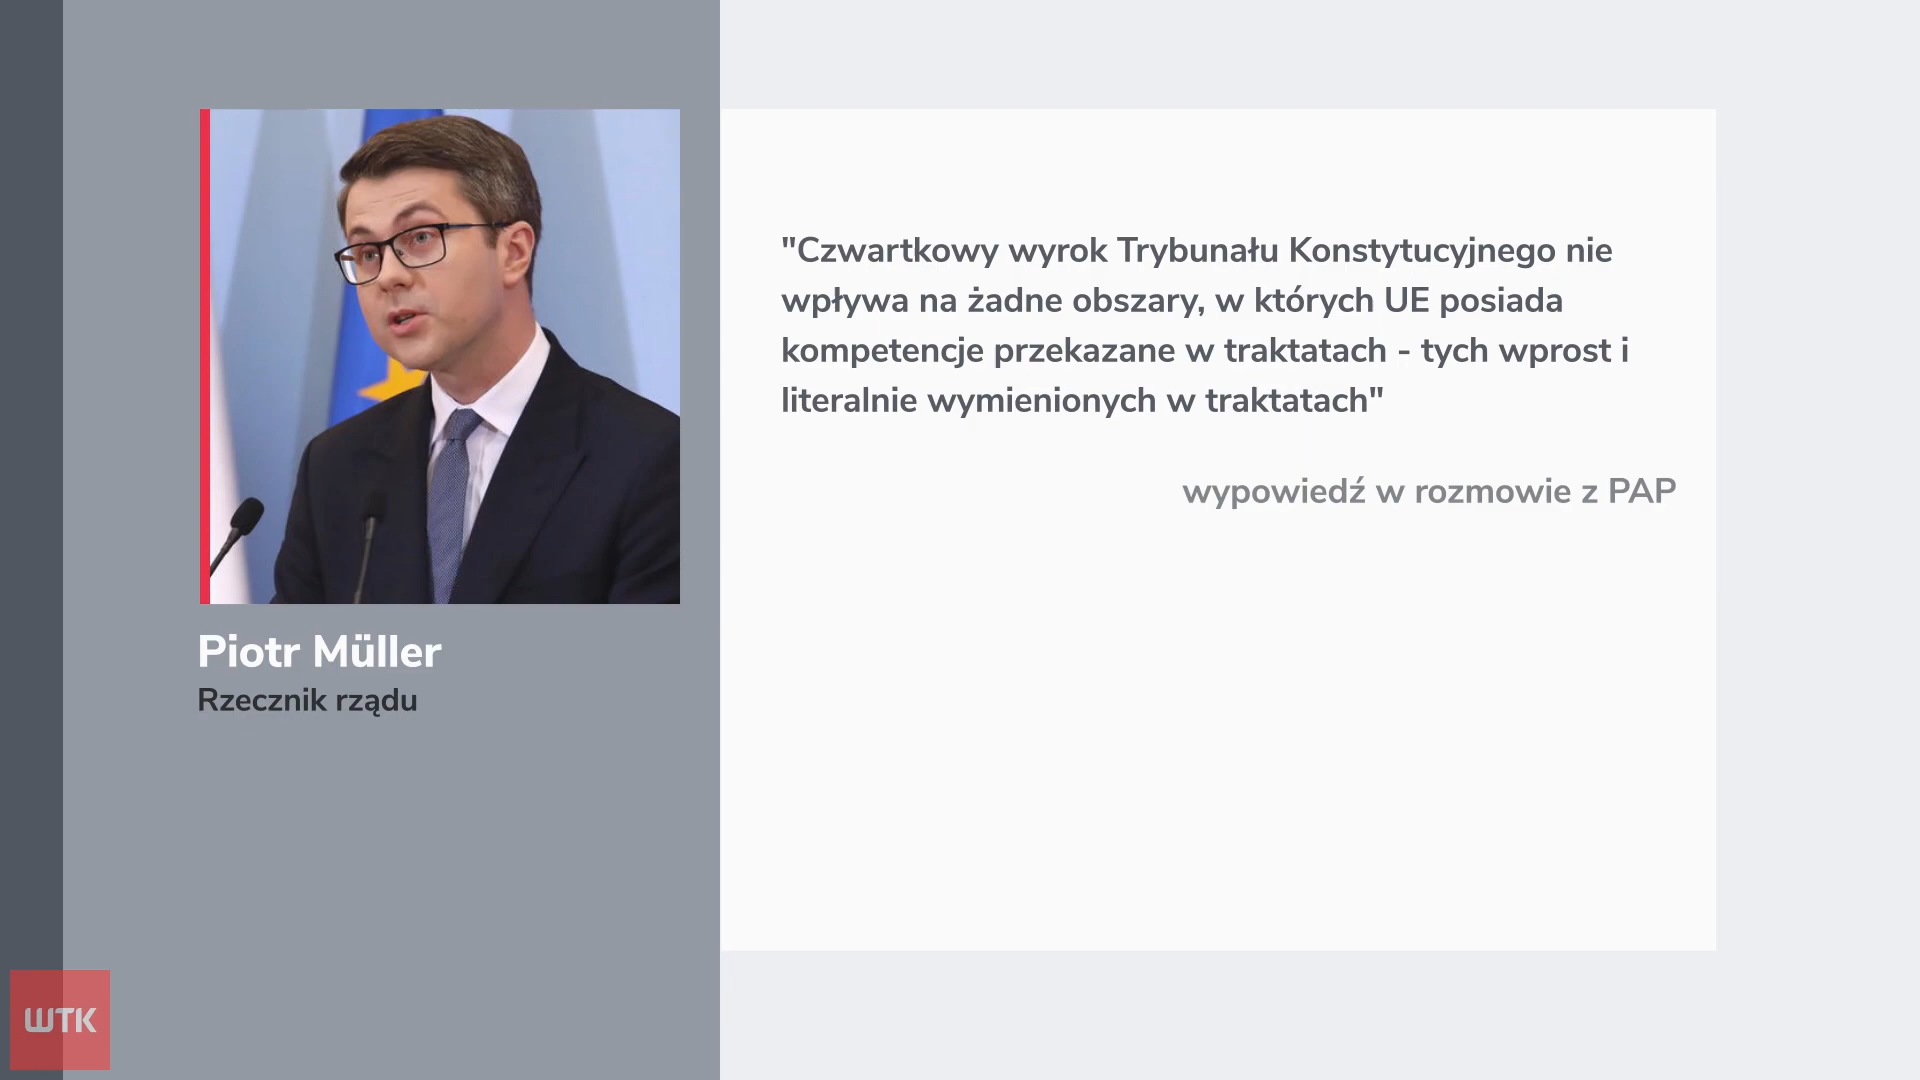 "Czwartkowy wyrok Trybunału Konstytucyjnego nie
wpływa na żadne obszary, w których UE posiada
kompetencje przekazane w traktatach - tych wprost i
literalnie wymienionych w traktatach"
wypowiedź w rozmowie z PAP
Piotr Müller
Rzecznik rządu
WTK